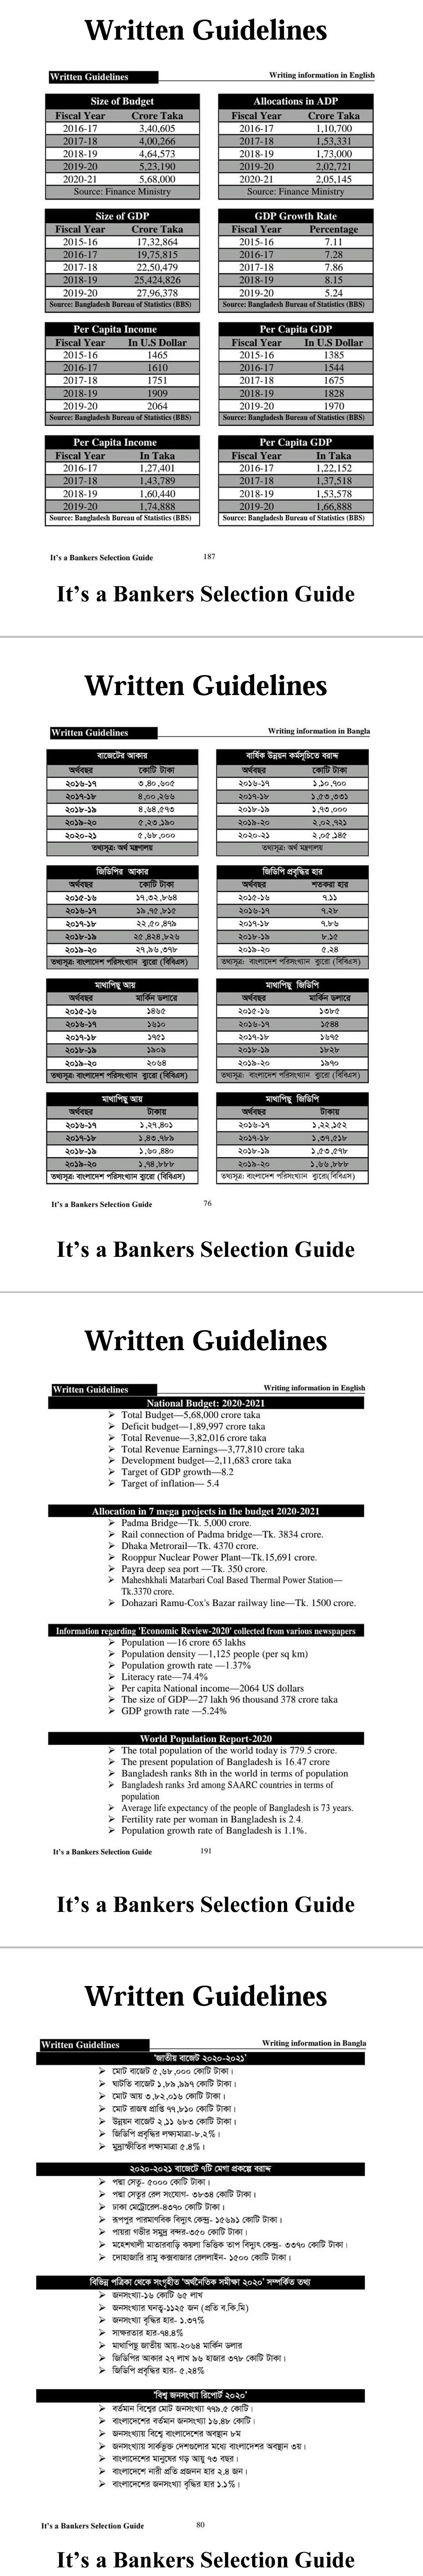 Written Guidelines
Written Guidelines Writing information in English
Size of Budget
Fiscal Year Crore Taka
2016-17 3,40,605
2017-18 4,00,266
2018-19 4,64,573
2019-20 5,23,190
2020-21 5,68,000
Source: Finance Ministry
Allocations in ADP
Fiscal Year Crore Taka
2016-17 1,10,700
2017-18 1,53,331
2018-19 1,73,000
2019-20 2,02,721
2020-21 2,05,145
Source: Finance Ministry
Size of GDP
Fiscal Year Crore Taka
2015-16 17,32,864
2016-17 19,75,815
2017-18 22,50,479
2018-19 25,424,826
2019-20 27,96,378
Source: Bangladesh Bureau of Statistics (BBS)
GDP Growth Rate
Fiscal Year Percentage
2015-16 7.11
2016-17 7.28
2017-18 7.86
2018-19 8.15
2019-20 5.24
Source: Bangladesh Bureau of Statistics (BBS)
Per Capita Income
Fiscal Year In U.S Dollar
2015-16 1465
2016-17 1610
2017-18 1751
2018-19 1909
2019-20 2064
Source: Bangladesh Bureau of Statistics (BBS)
Per Capita GDP
Fiscal Year In U.S Dollar
2015-16 1385
2016-17 1544
2017-18 1675
2018-19 1828
2019-20 1970
Source: Bangladesh Bureau of Statistics (BBS)
Per Capita Income
Fiscal Year In Taka
2016-17 1,27,401
2017-18 1,43,789
2018-19 1,60,440
2019-20 1,74,888
Source: Bangladesh Bureau of Statistics (BBS)
Per Capita GDP
Fiscal Year In Taka
2016-17 1,22,152
2017-18 1,37,518
2018-19 1,53,578
2019-20 1,66,888
Source: Bangladesh Bureau of Statistics (BBS)
It's a Bankers Selection Guide 187
It's a Bankers Selection Guide
Written Guidelines
Written Guidelines Writing information in Bangla
বাজেটের আকার
অর্থবছর কোটি টাকা
২০১৬-১৭ ৩,৪০,৬০৫
২০১৭-১৮ ৪,০০,২৬৬
২০১৮-১৯ ৪,৬৪,৫৭৩
২০১৯-২০ ৫,২৩,১৯০
২০২০-২১ ৫,৬৮,০০০
তথ্যসূত্র: অর্থ মন্ত্রণালয়
বার্ষিক উন্নয়ন কর্মসূচিতে বরাদ্দ
অর্থবছর কোটি টাকা
২০১৬-১৭ ১,১০,৭০০
২০১৭-১৮ ১,৫৩,৩৩১
২০১৮-১৯ ১,৭৩,০০০
২০১৯-২০ ২,০২,৭২১
২০২০-২১ ২,০৫,১৪৫
তথ্যসূত্র: অর্থ মন্ত্রণালয়
জিডিপির আকার
অর্থবছর কোটি টাকা
২০১৫-১৬ ১৭,৩২,৮৬৪
২০১৬-১৭ ১৯,৭৫,৮১৫
২০১৭-১৮ ২২,৫০,৪৭৯
২০১৮-১৯ ২৫,৪২৪,৮২৬
২০১৯-২০ ২৭,৯৬,৩৭৮
তথ্যসূত্র: বাংলাদেশ পরিসংখ্যান ব্যুরো (বিবিএস)
জিডিপি প্রবৃদ্ধির হার
অর্থবছর শতকরা হার
২০১৫-১৬ ৭.১১
২০১৬-১৭ ৭.২৮
২০১৭-১৮ ৭.৮৬
২০১৮-১৯ ৮.১৫
২০১৯-২০ ৫.২৪
তথ্যসূত্র: বাংলাদেশ পরিসংখ্যান ব্যুরো (বিবিএস)
মাথাপিছু আয়
অর্থবছর মার্কিন ডলারে
২০১৫-১৬ ১৪৬৫
২০১৬-১৭ ১৬১০
২০১৭-১৮ ১৭৫১
২০১৮-১৯ ১৯০৯
২০১৯-২০ ২০৬৪
তথ্যসূত্র: বাংলাদেশ পরিসংখ্যান ব্যুরো (বিবিএস)
মাথাপিছু জিডিপি
অর্থবছর মার্কিন ডলারে
২০১৫-১৬ ১৩৮৫
২০১৬-১৭ ১৫৪৪
২০১৭-১৮ ১৬৭৫
২০১৮-১৯ ১৮২৮
২০১৯-২০ ১৯৭০
তথ্যসূত্র: বাংলাদেশ পরিসংখ্যান ব্যুরো (বিবিএস)
মাথাপিছু আয়
অর্থবছর টাকায়
২০১৬-১৭ ১,২৭,৪০১
২০১৭-১৮ ১,৪৩,৭৮৯
২০১৮-১৯ ১,৬০,৪৪০
২০১৯-২০ ১,৭৪,৮৮৮
তথ্যসূত্র: বাংলাদেশ পরিসংখ্যান ব্যুরো (বিবিএস)
মাথাপিছু জিডিপি
অর্থবছর টাকায়
২০১৬-১৭ ১,২২,১৫২
২০১৭-১৮ ১,৩৭,৫১৮
২০১৮-১৯ ১,৫৩,৫৭৮
২০১৯-২০ ১,৬৬,৮৮৮
তথ্যসূত্র: বাংলাদেশ পরিসংখ্যান ব্যুরো(বিবিএস)
It's a Bankers Selection Guide 76
It's a Bankers Selection Guide
Written Guidelines
Written Guidelines Writing information in English
National Budget: 2020-2021
➢ Total Budget—5,68,000 crore taka
➢ Deficit budget—1,89,997 crore taka
➢ Total Revenue—3,82,016 crore taka
➢ Total Revenue Earnings—3,77,810 crore taka
➢ Development budget—2,11,683 crore taka
➢ Target of GDP growth—8.2
➢ Target of inflation— 5.4
Allocation in 7 mega projects in the budget 2020-2021
➢ Padma Bridge—Tk. 5,000 crore.
➢ Rail connection of Padma bridge—Tk. 3834 crore.
➢ Dhaka Metrorail—Tk. 4370 crore.
➢ Rooppur Nuclear Power Plant—Tk.15,691 crore.
➢ Payra deep sea port —Tk. 350 crore.
➢ Maheshkhali Matarbari Coal Based Thermal Power Station—
Tk.3370 crore.
➢ Dohazari Ramu-Cox's Bazar railway line—Tk. 1500 crore.
Information regarding 'Economic Review-2020' collected from various newspapers
➢ Population —16 crore 65 lakhs
➢ Population density —1,125 people (per sq km)
➢ Population growth rate —1.37%
➢ Literacy rate—74.4%
➢ Per capita National income—2064 US dollars
➢ The size of GDP—27 lakh 96 thousand 378 crore taka
➢ GDP growth rate —5.24%
World Population Report-2020
➢ The total population of the world today is 779.5 crore.
➢ The present population of Bangladesh is 16.47 crore
➢ Bangladesh ranks 8th in the world in terms of population
➢ Bangladesh ranks 3rd among SAARC countries in terms of
population
➢ Average life expectancy of the people of Bangladesh is 73 years.
➢ Fertility rate per woman in Bangladesh is 2.4.
➢ Population growth rate of Bangladesh is 1.1%.
It's a Bankers Selection Guide 191
It's a Bankers Selection Guide
Written Guidelines
Written Guidelines Writing information in Bangla
'জাতীয় বাজেট ২০২০-২০২১'
➢ মোট বাজেট ৫,৬৮,০০০ কোটি টাকা।
➢ ঘাটতি বাজেট ১,৮৯,৯৯৭ কোটি টাকা।
➢ মোট আয় ৩,৮২,০১৬ কোটি টাকা।
➢ মোট রাজস্ব প্রাপ্তি ৭৭,৮১০ কোটি টাকা।
➢ উন্নয়ন বাজেট ২,১১ ৬৮৩ কোটি টাকা।
➢ জিডিপি প্রবৃদ্ধির লক্ষ্যমাত্রা-৮.২%।
➢ মুদ্রাস্ফীতির লক্ষ্যমাত্রা ৫.৪%।
২০২০-২০২১ বাজেটে ৭টি মেগা প্রকল্পে বরাদ্দ
➢ পদ্মা সেতু- ৫০০০ কোটি টাকা।
➢ পদ্মা সেতুর রেল সংযোগ- ৩৮৩৪ কোটি টাকা।
➢ ঢাকা মেট্রোরেল-৪৩৭০ কোটি টাকা।
➢ রূপপুর পারমাণবিক বিদ্যুৎ কেন্দ্র- ১৫৬৯১ কোটি টাকা।
➢ পায়রা গভীর সমুদ্র বন্দর-৩৫০ কোটি টাকা।
➢ মহেশখালী মাতারবাড়ি কয়লা ভিত্তিক তাপ বিদ্যুৎ কেন্দ্র- ৩৩৭০ কোটি টাকা।
➢ দোহাজারি রামু কক্সবাজার রেললাইন- ১৫০০ কোটি টাকা।
বিভিন্ন পত্রিকা থেকে সংগৃহীত 'অর্থনৈতিক সমীক্ষা ২০২০' সম্পর্কিত তথ্য
➢ জনসংখ্যা-১৬ কোটি ৬৫ লাখ
➢ জনসংখ্যার ঘনত্ব-১১২৫ জন (প্রতি ব.কি.মি)
➢ জনসংখ্যা বৃদ্ধির হার- ১.৩৭%
➢ সাক্ষরতার হার-৭৪.৪%
➢ মাথাপিছু জাতীয় আয়-২০৬৪ মার্কিন ডলার
➢ জিডিপির আকার ২৭ লাখ ৯৬ হাজার ৩৭৮ কোটি টাকা।
➢ জিডিপি প্রবৃদ্ধির হার- ৫.২৪%
'বিশ্ব জনসংখ্যা রিপোর্ট ২০২০'
➢ বর্তমান বিশ্বের মোট জনসংখ্যা ৭৭৯.৫ কোটি।
➢ বাংলাদেশের বর্তমান জনসংখ্যা ১৬.৪৮ কোটি।
➢ জনসংখ্যায় বিশ্বে বাংলাদেশের অবস্থান ৮ম
➢ জনসংখ্যায় সার্কভুক্ত দেশগুলোর মধ্যে বাংলাদেশর অবস্থান ৩য়।
➢ বাংলাদেশের মানুষের গড় আয়ু ৭৩ বছর।
➢ বাংলাদেশে নারী প্রতি প্রজনন হার ২.৪ জন।
➢ বাংলাদেশের জনসংখ্যা বৃদ্ধির হার ১.১%।
It's a Bankers Selection Guide 80
It's a Bankers Selection Guide